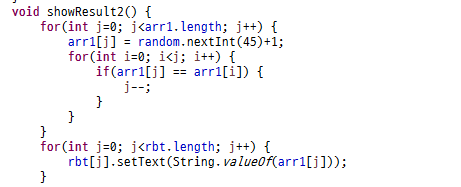 void showResult2() {
for(int j=0; j<arr1.length; j++) {
arr1[j] = random.nextInt(45)+1;
for(int i=0; i<j; i++) {
if(arr1[j] == arr1[i]) {
j--;
}
}
}
for(int j=0; j<rbt.length; j++) {
rbt[j].setText(String.valueOf(arr1[j]));
}